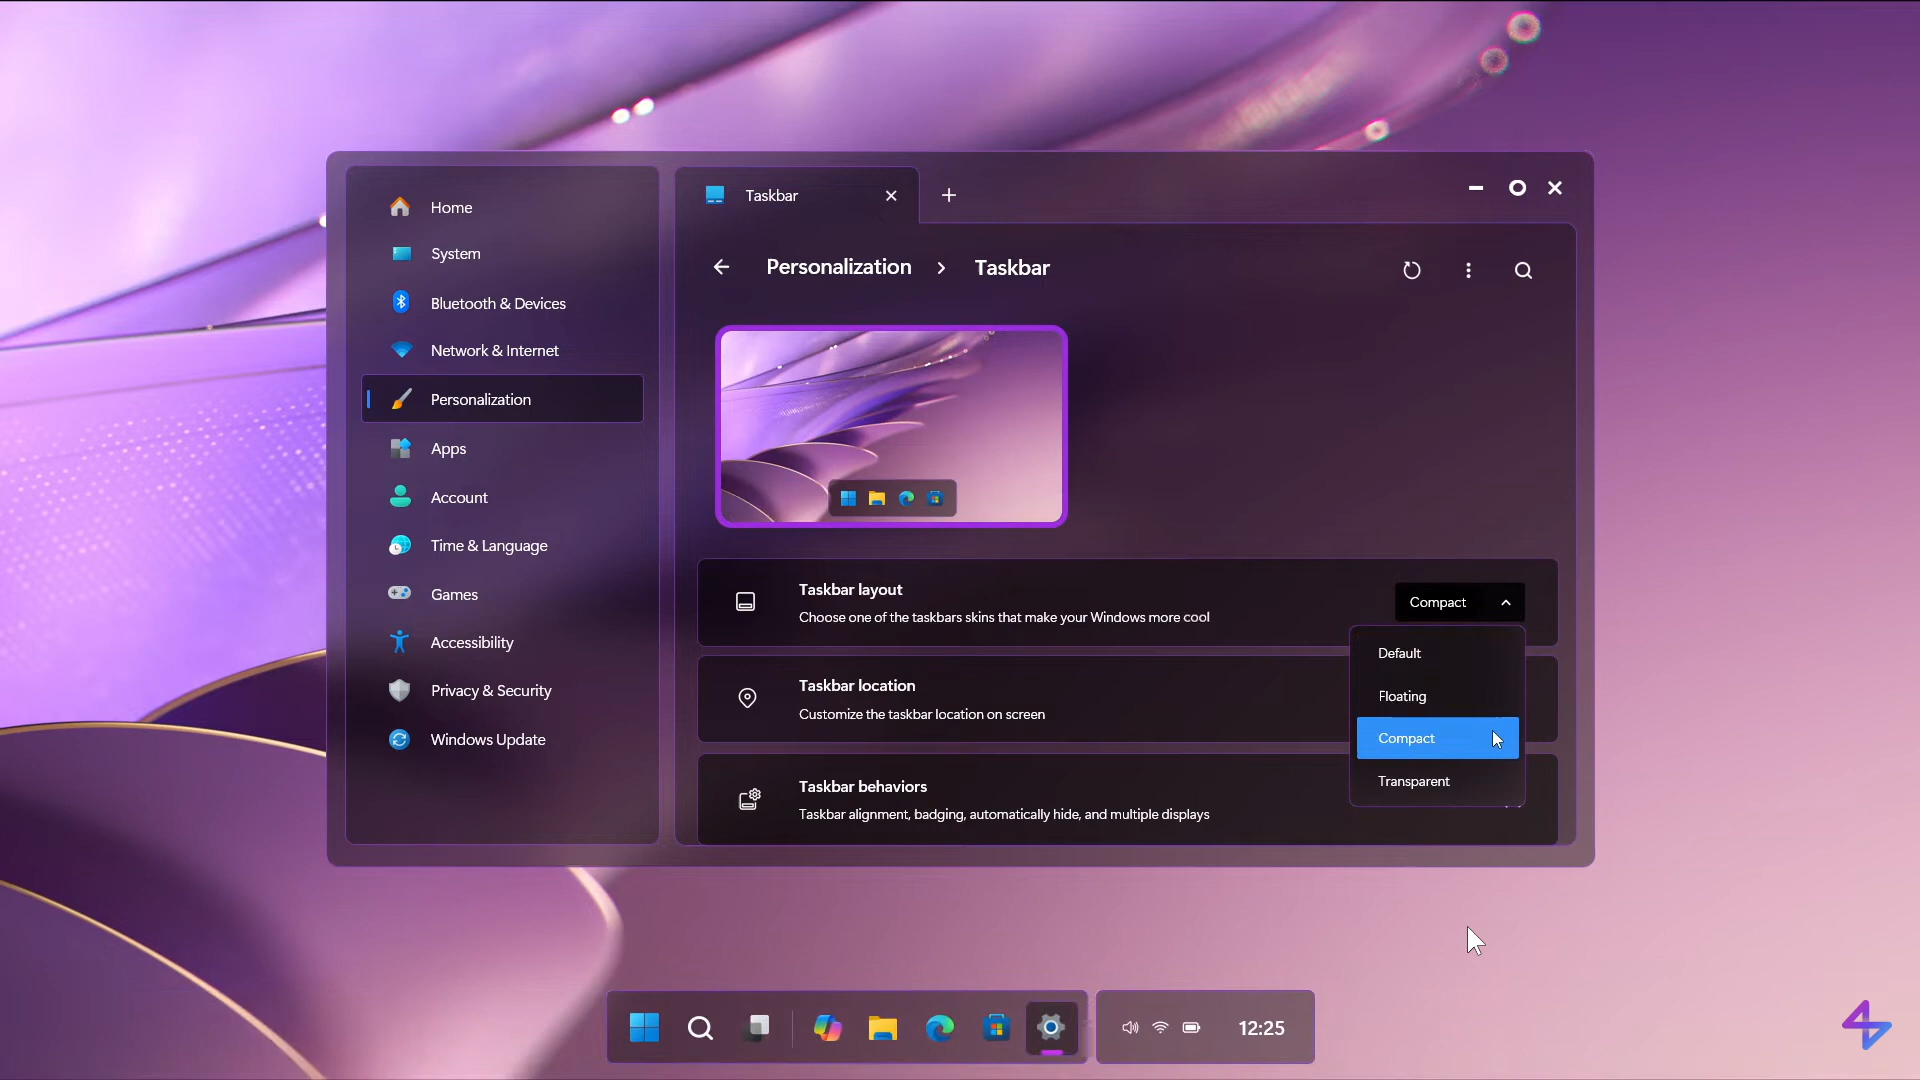 Home
System
Bluetooth & Devices
Network & Internet
Personalization
Apps
Account
Time & Language
Games
Accessibility
Privacy & Security
Windows Update
Taskbar
Personalization > Taskbar
Taskbar layout
Choose one of the taskbars skins that make your Windows more cool
Compact
Default
Floating
Compact
Transparent
Taskbar location
Customize the taskbar location on screen
Taskbar behaviors
Taskbar alignment, badging, automatically hide, and multiple displays
12:25